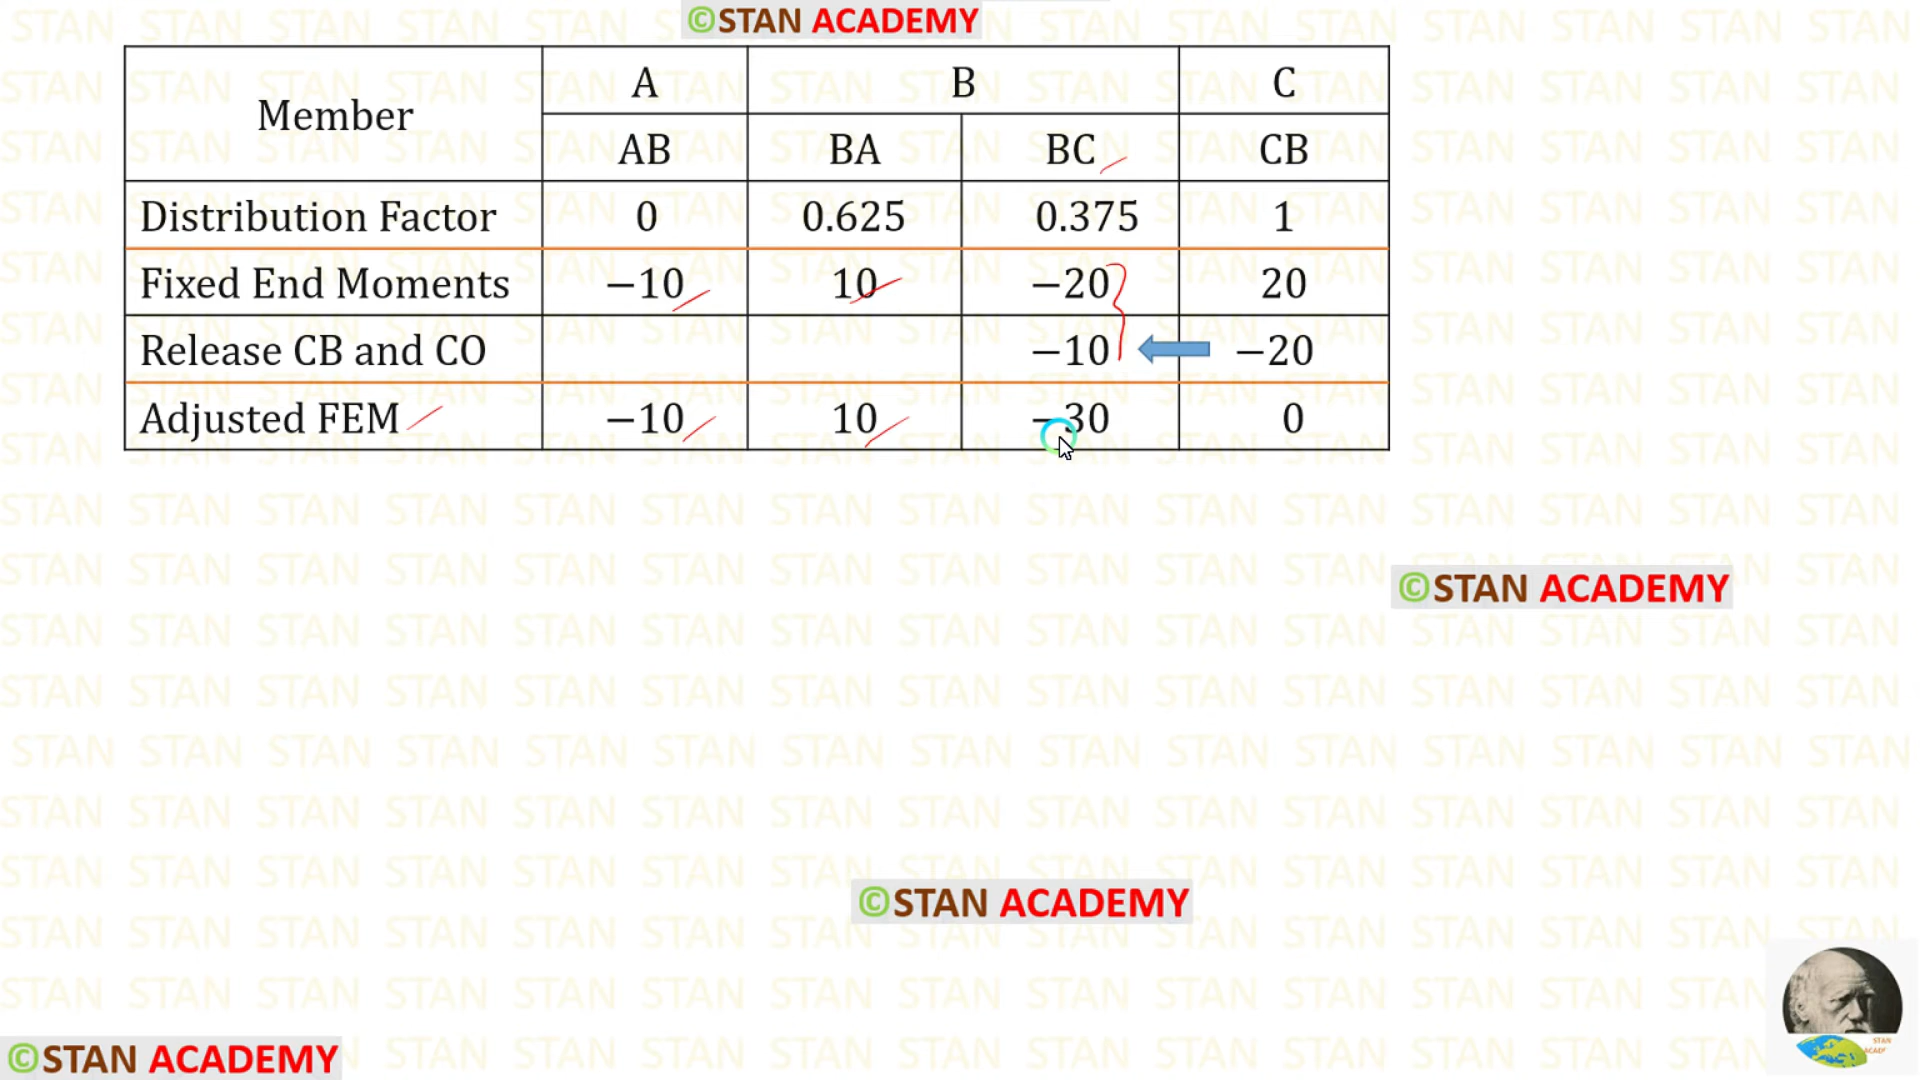 ©STAN ACADEMY
Member A B C
AB BA BC CB
Distribution Factor 0 0.625 0.375 1
Fixed End Moments −10 10 −20 20
Release CB and CO −10 −20
Adjusted FEM −10 10 −30 0
©STAN ACADEMY
©STAN ACADEMY
©STAN ACADEMY
STAN